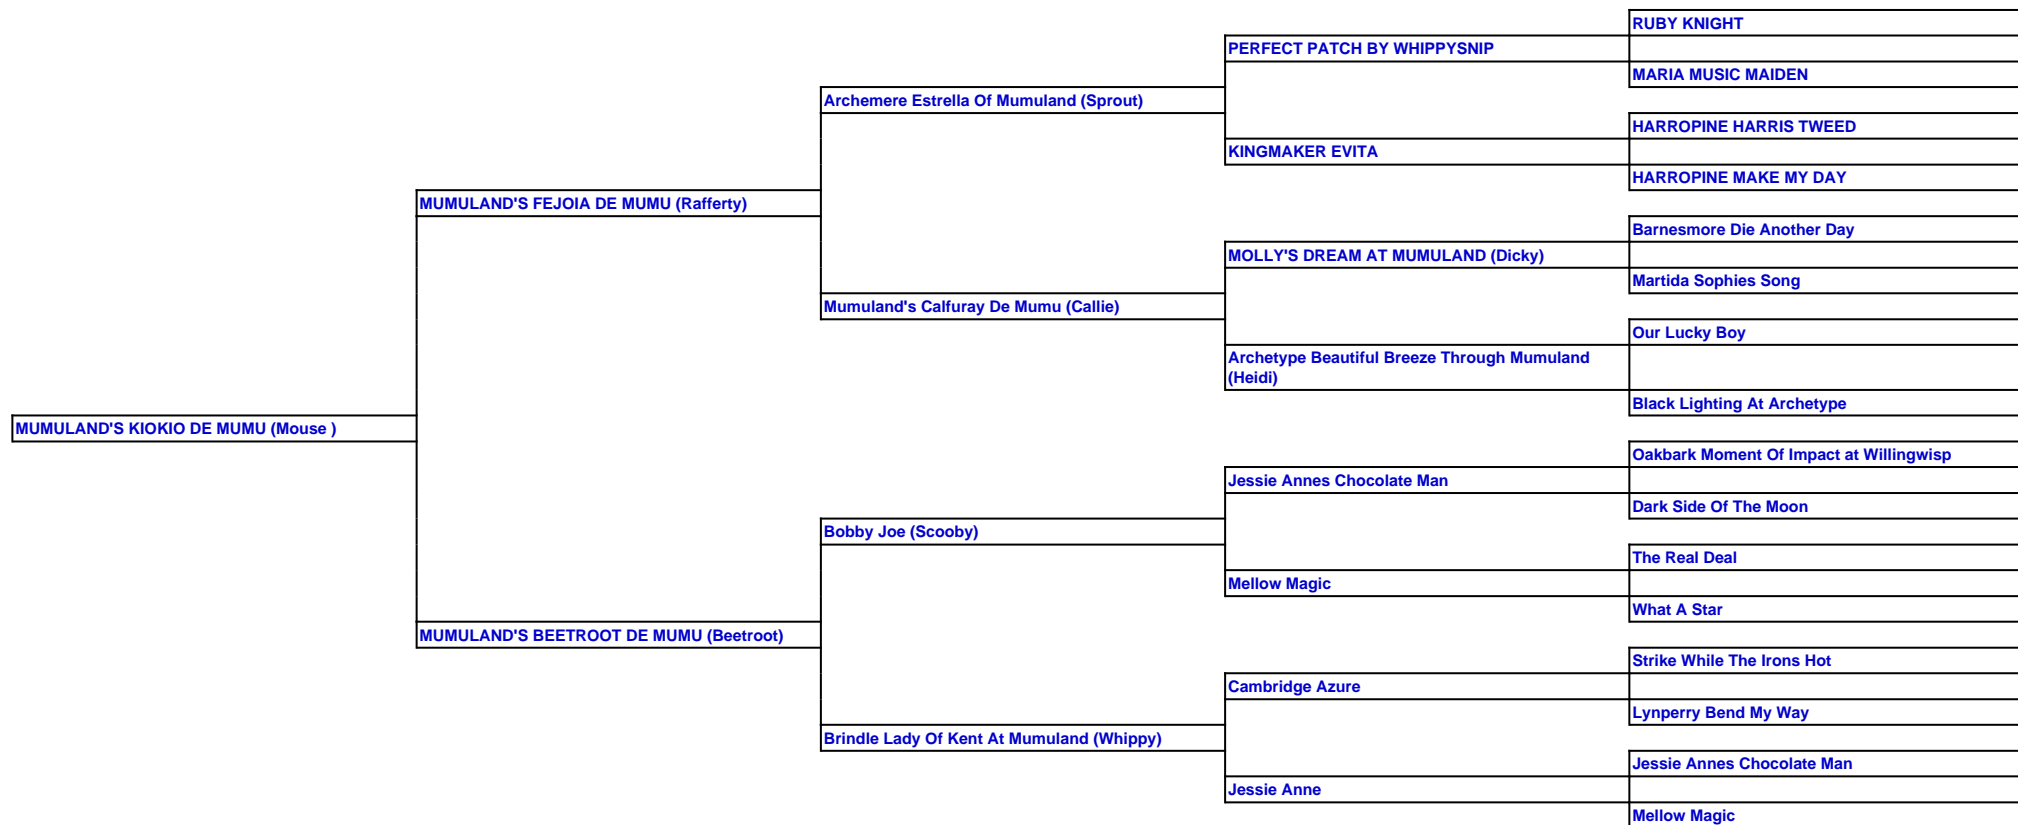 RUBY KNIGHT
PERFECT PATCH BY WHIPPYSNIP
MARIA MUSIC MAIDEN
Archemere Estrella Of Mumuland (Sprout)
HARROPINE HARRIS TWEED
KINGMAKER EVITA
HARROPINE MAKE MY DAY
MUMULAND'S FEJOIA DE MUMU (Rafferty)
Barnesmore Die Another Day
MOLLY'S DREAM AT MUMULAND (Dicky)
Martida Sophies Song
Mumuland's Calfuray De Mumu (Callie)
Our Lucky Boy
Archetype Beautiful Breeze Through Mumuland
(Heidi)
Black Lighting At Archetype
MUMULAND'S KIOKIO DE MUMU (Mouse )
Oakbark Moment Of Impact at Willingwisp
Jessie Annes Chocolate Man
Dark Side Of The Moon
Bobby Joe (Scooby)
The Real Deal
Mellow Magic
What A Star
MUMULAND'S BEETROOT DE MUMU (Beetroot)
Strike While The Irons Hot
Cambridge Azure
Lynperry Bend My Way
Brindle Lady Of Kent At Mumuland (Whippy)
Jessie Annes Chocolate Man
Jessie Anne
Mellow Magic